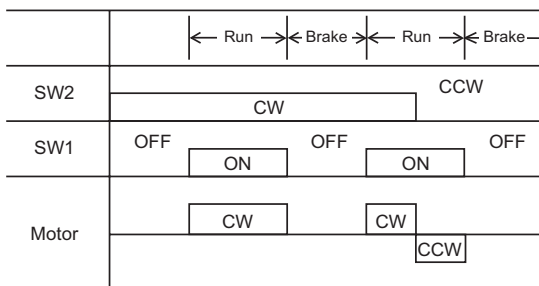 Run Brake Run Brake
SW2 CCW
CW
SW1 OFF OFF OFF
ON ON
Motor CW CW
CCW